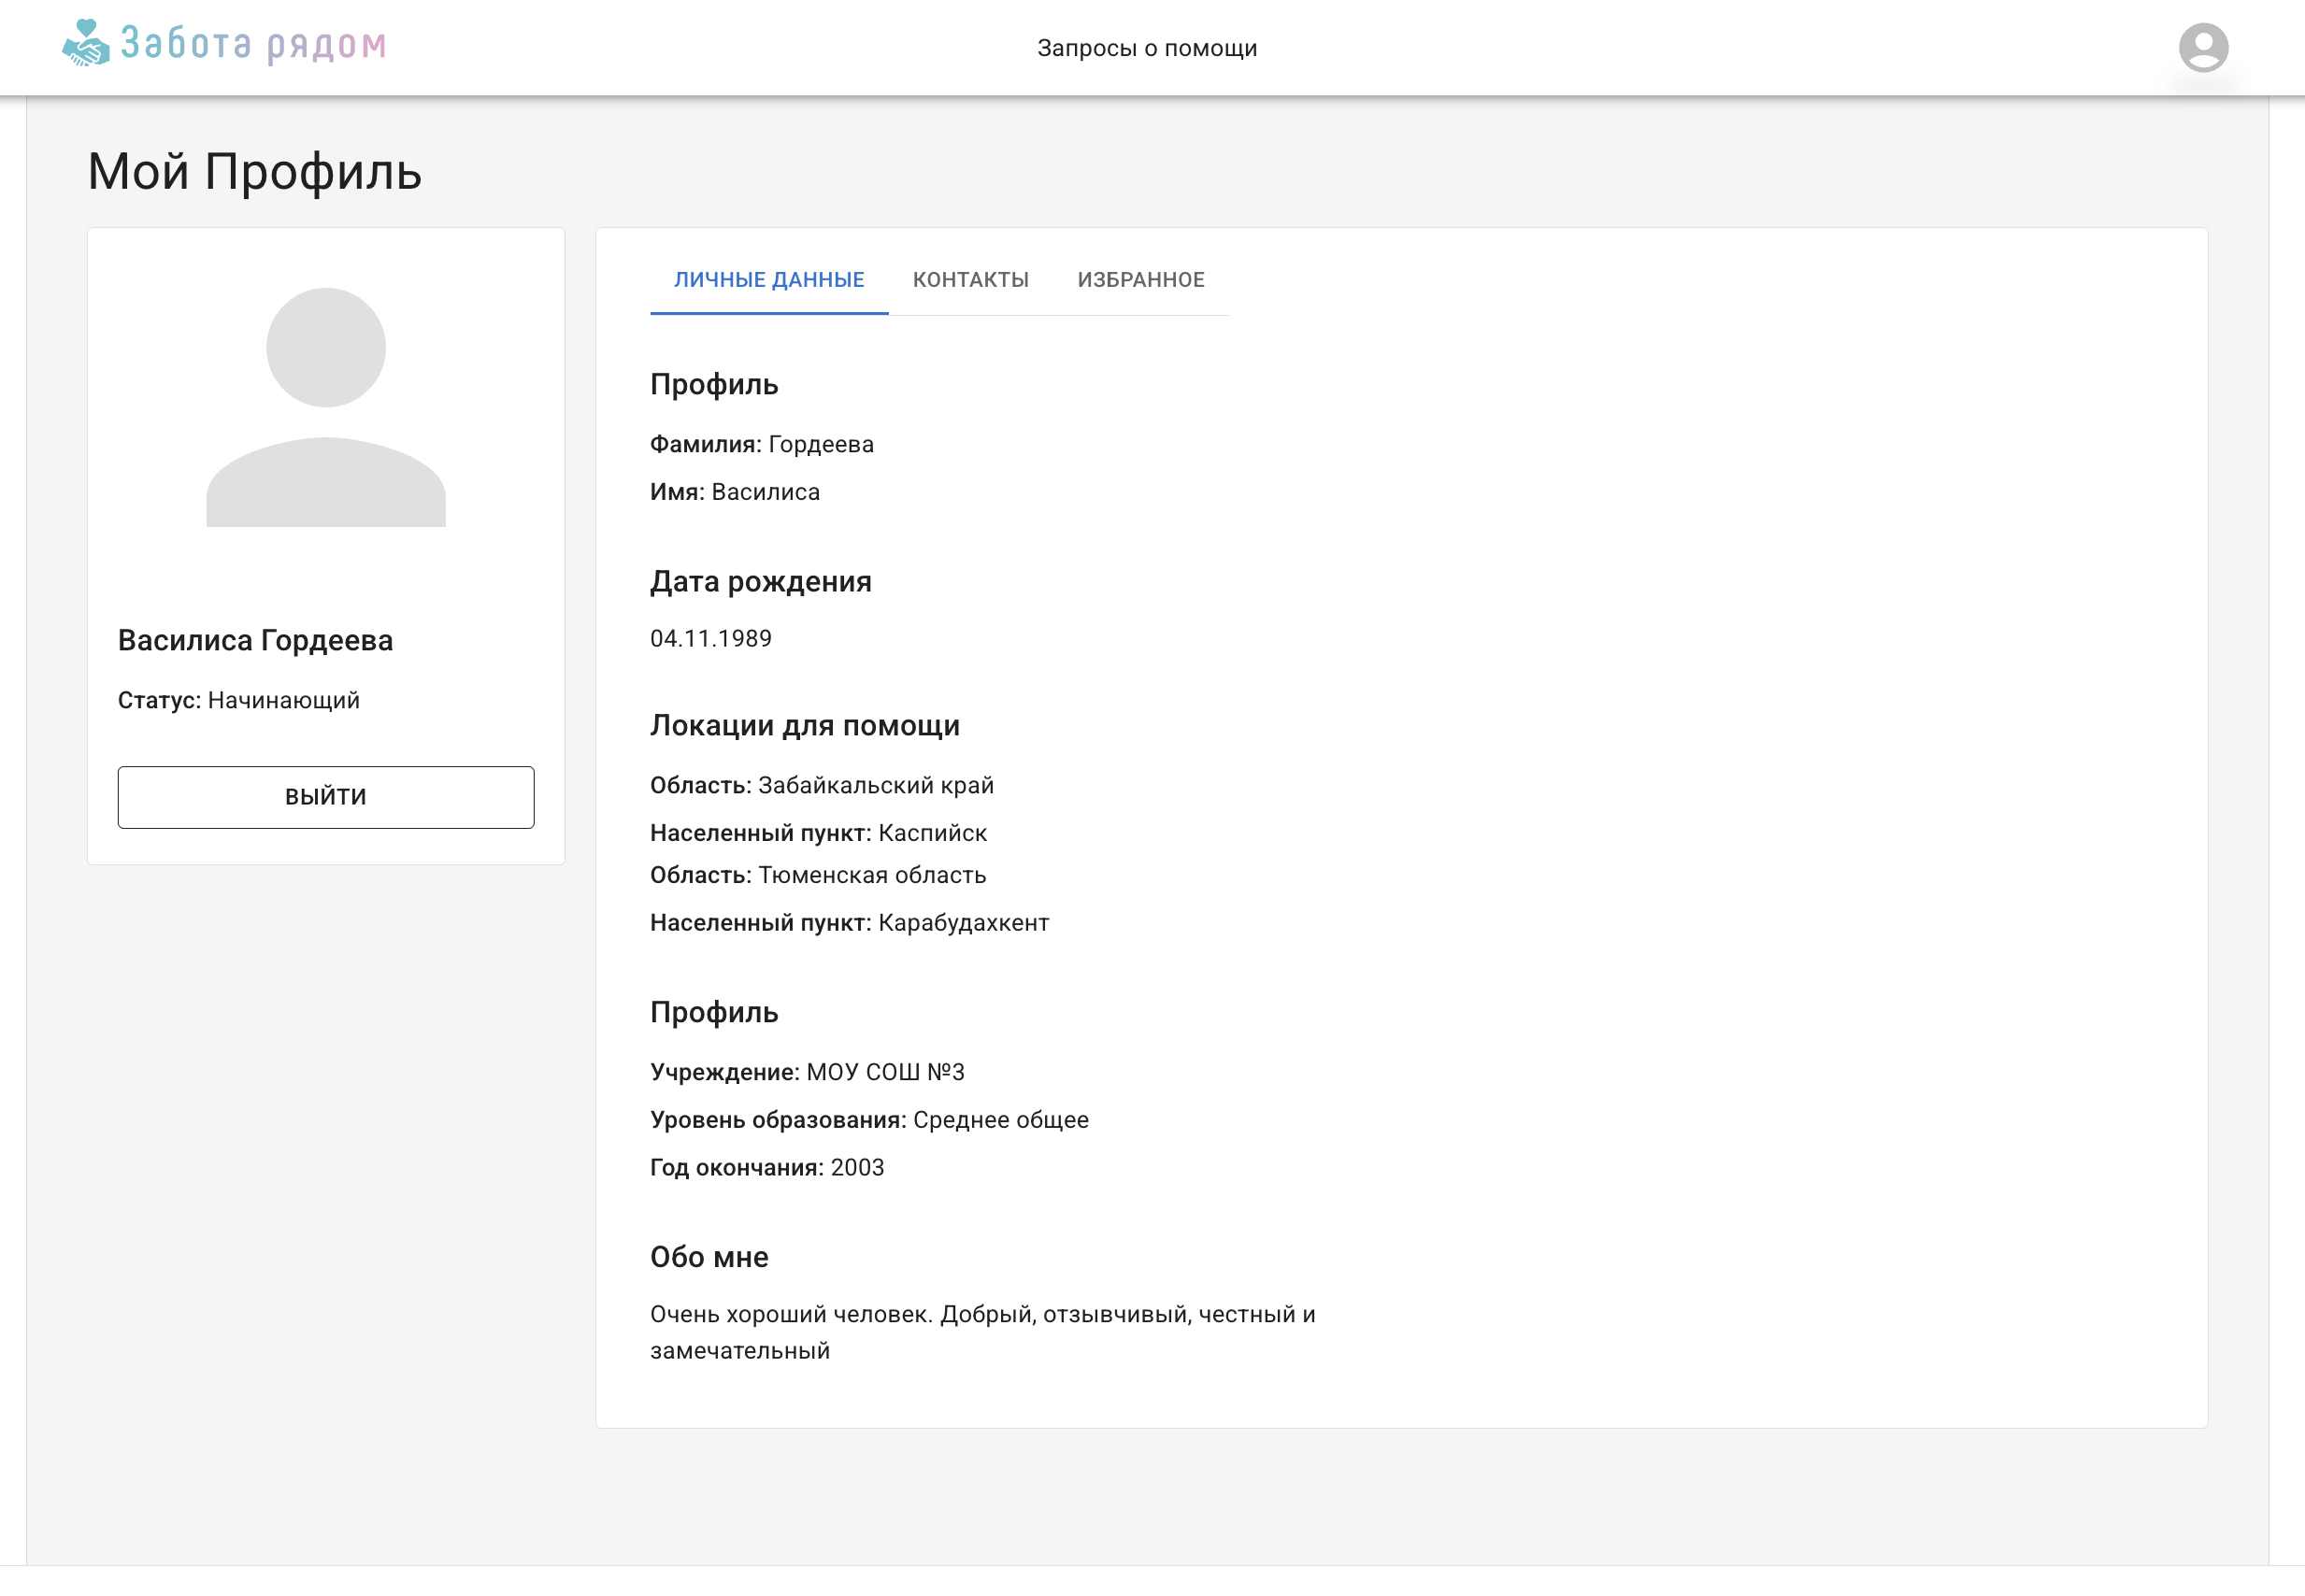 Забота рядом
Запросы о помощи
Мой Профиль
Василиса Гордеева
Статус: Начинающий
ВЫЙТИ
ЛИЧНЫЕ ДАННЫЕ КОНТАКТЫ ИЗБРАННОЕ
Профиль
Фамилия: Гордеева
Имя: Василиса
Дата рождения
04.11.1989
Локации для помощи
Область: Забайкальский край
Населенный пункт: Каспийск
Область: Тюменская область
Населенный пункт: Карабудахкент
Профиль
Учреждение: МОУ СОШ №3
Уровень образования: Среднее общее
Год окончания: 2003
Обо мне
Очень хороший человек. Добрый, отзывчивый, честный и
замечательный